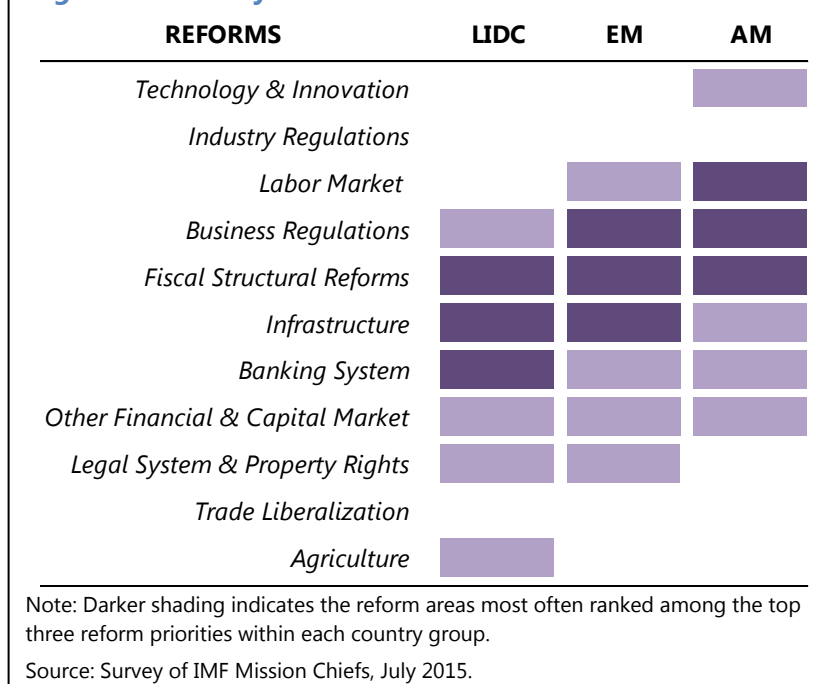 REFORMS LIDC EM AM
Technology & Innovation
Industry Regulations
Labor Market
Business Regulations
Fiscal Structural Reforms
Infrastructure
Banking System
Other Financial & Capital Market
Legal System & Property Rights
Trade Liberalization
Agriculture
Note: Darker shading indicates the reform areas most often ranked among the top
three reform priorities within each country group.
Source: Survey of IMF Mission Chiefs, July 2015.